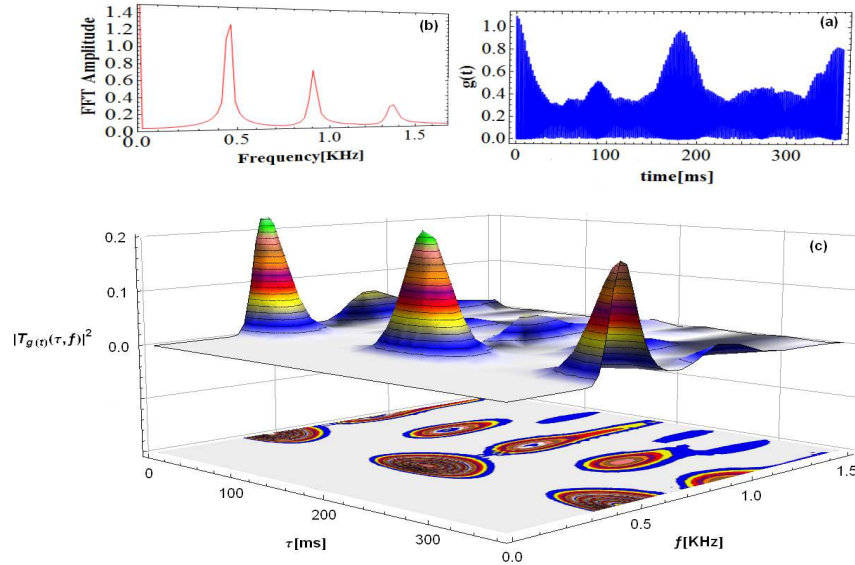 (b)
FFT Amplitude
1.4
1.2
1.0
0.8
0.6
0.4
0.2
0.0
0.0 0.5 1.0 1.5
Frequency[KHz]
(a)
g(t)
1.0
0.8
0.6
0.4
0.2
0.0
0 100 200 300
time[ms]
(c)
|T_{g(t)}(τ,f)|²
0.2
0.1
0.0
0 100 200 300
τ[ms]
0.0 0.5 1.0 1.5
f[KHz]